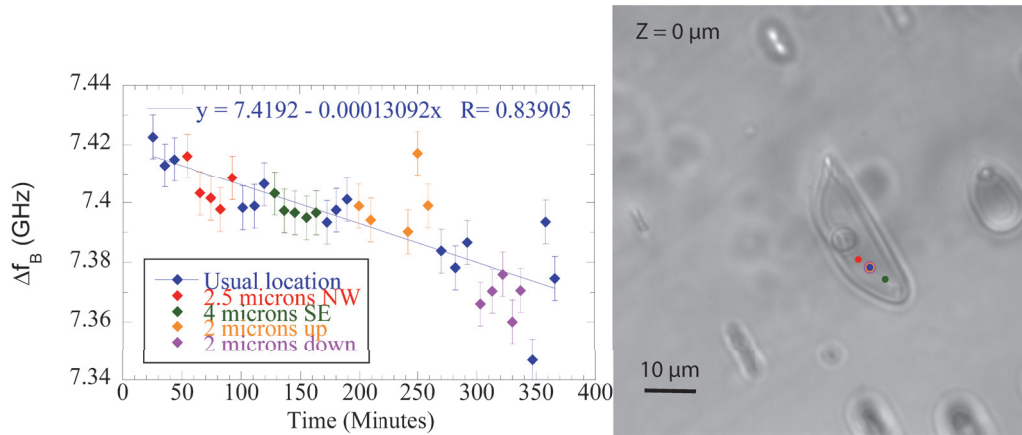 7.44
7.42
7.4
7.38
7.36
7.34
Δf_B (GHz)
y = 7.4192 - 0.00013092x R= 0.83905
Usual location
2.5 microns NW
4 microns SE
2 microns up
2 microns down
0 50 100 150 200 250 300 350 400
Time (Minutes)
Z = 0 µm
10 µm